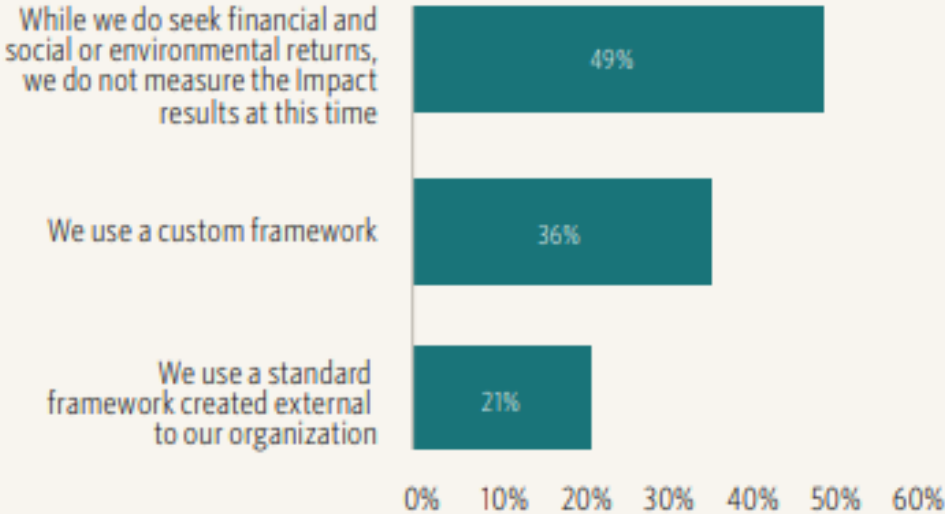 While we do seek financial and
social or environmental returns,
we do not measure the Impact
results at this time
49%
We use a custom framework
36%
We use a standard
framework created external
to our organization
21%
0% 10% 20% 30% 40% 50% 60%